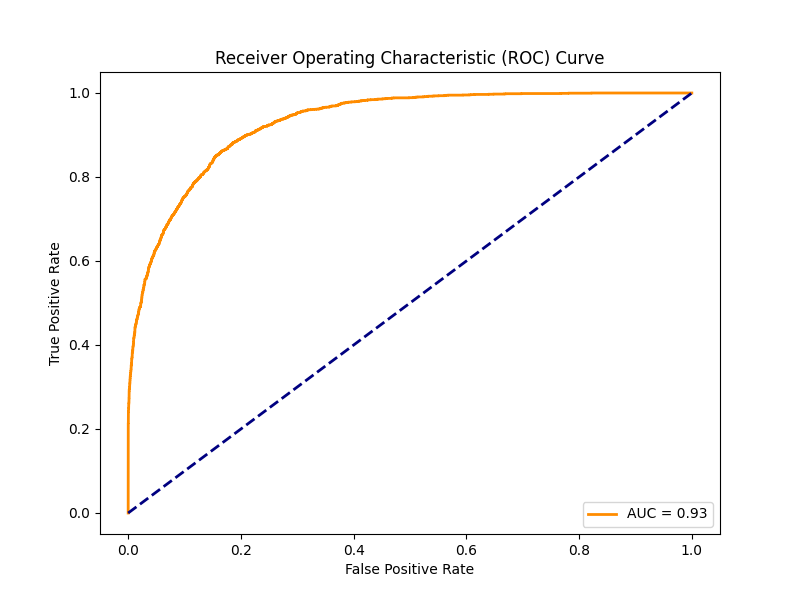 Receiver Operating Characteristic (ROC) Curve
True Positive Rate
1.0
0.8
0.6
0.4
0.2
0.0
0.0 0.2 0.4 0.6 0.8 1.0
False Positive Rate
AUC = 0.93